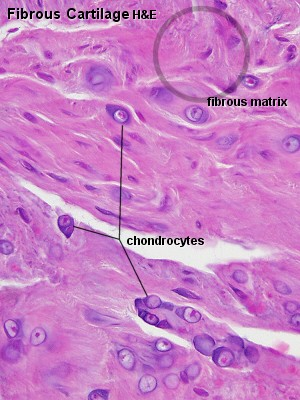 Fibrous Cartilage H&E
fibrous matrix
chondrocytes